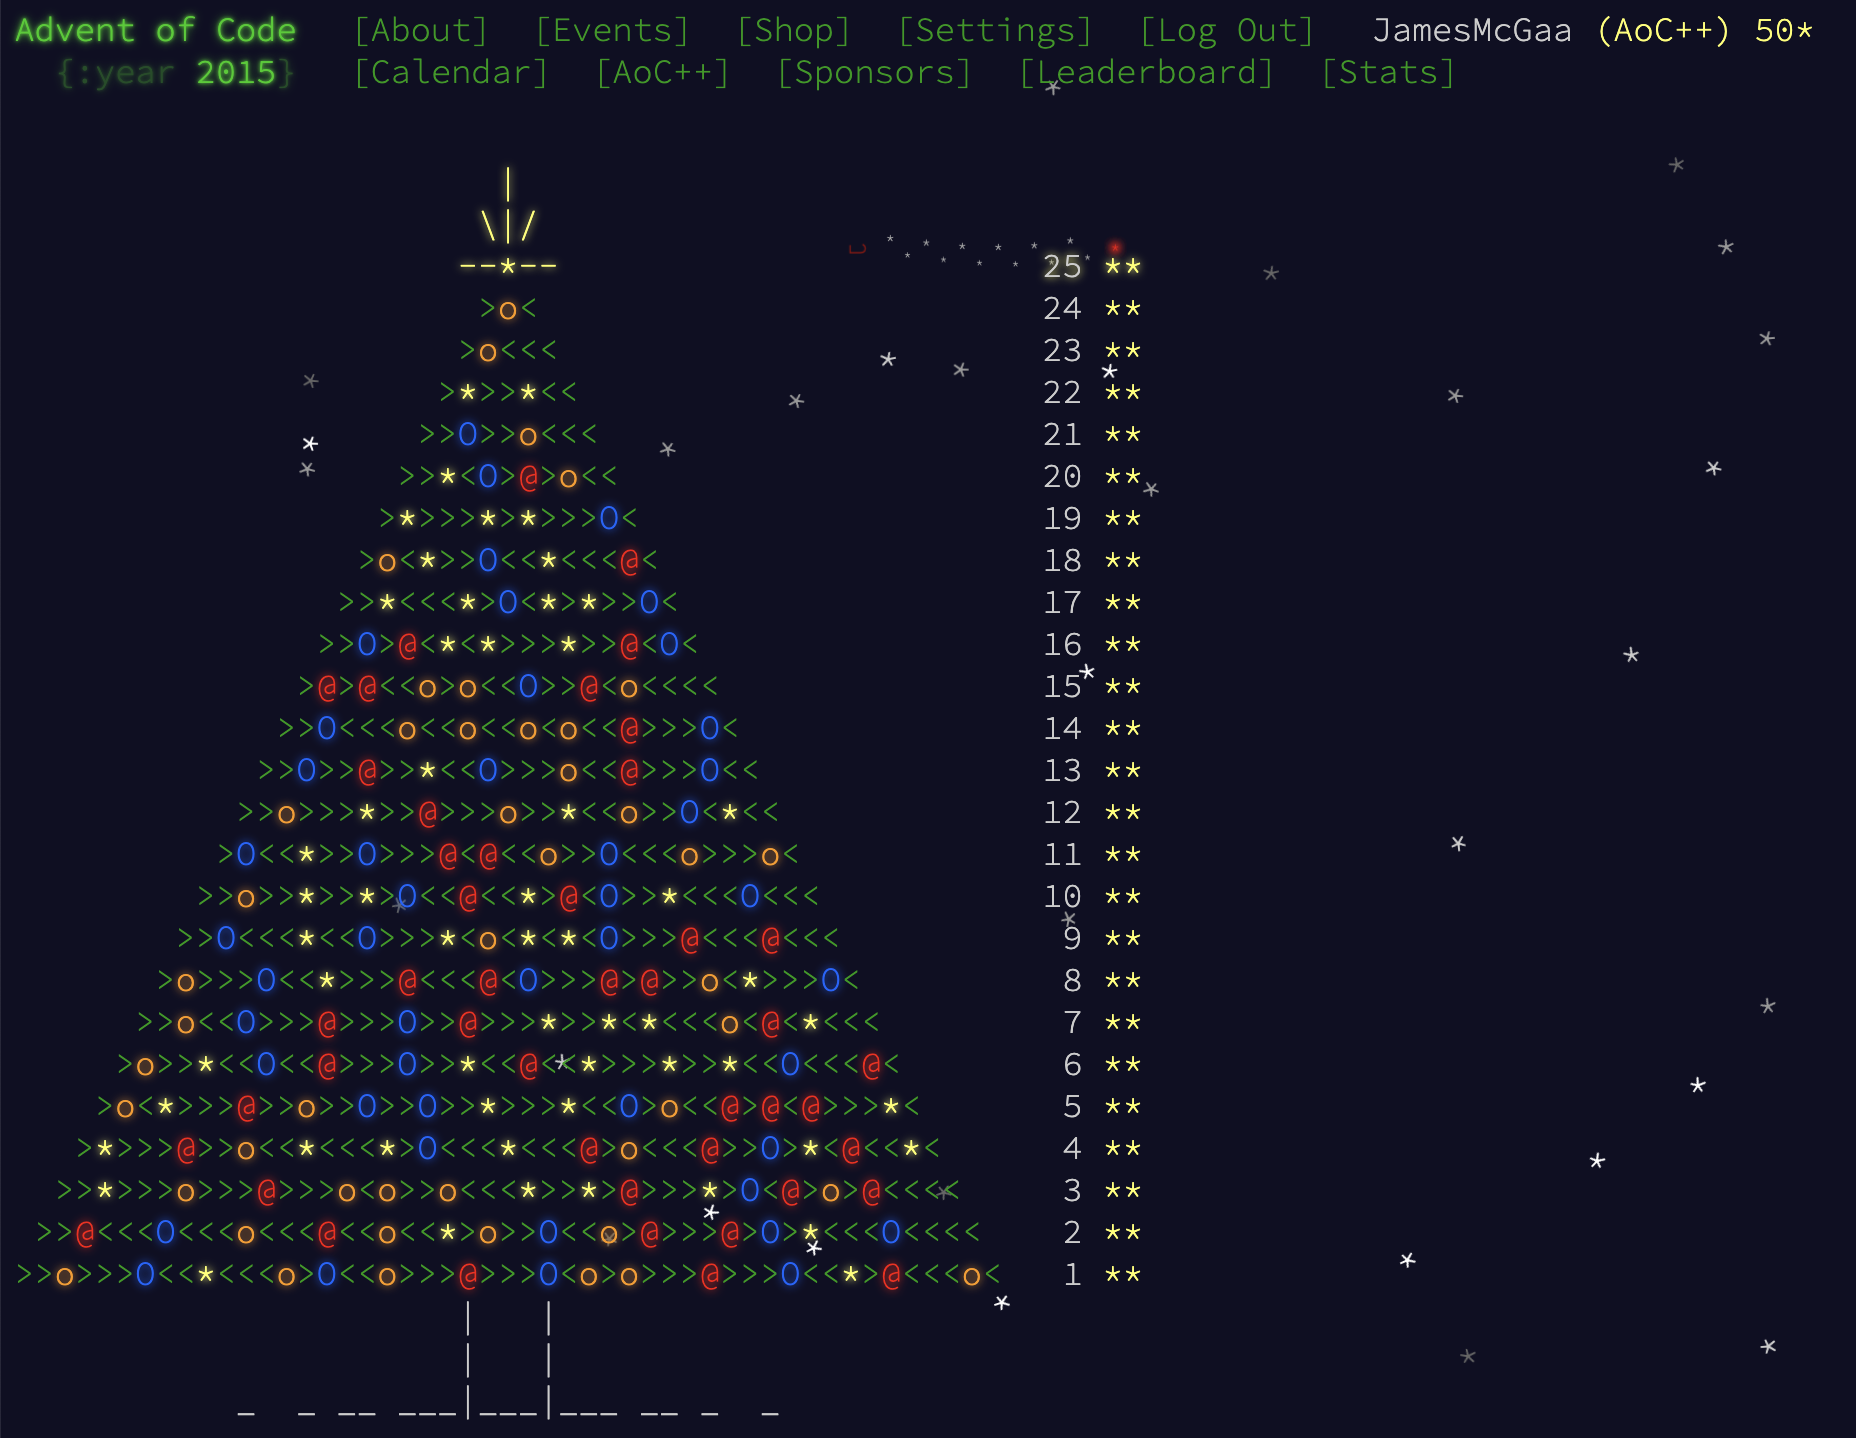 Advent of Code [About] [Events] [Shop] [Settings] [Log Out] JamesMcGaa (AoC++) 50*
{:year 2015} [Calendar] [AoC++] [Sponsors] [Leaderboard] [Stats]
|
\|/
--*-- 25 **
>o< 24 **
>o<<< 23 **
>*>>*<< 22 **
>>O>>o<<< 21 **
>>*<O>@>o<< 20 **
>*>>>*>*>>>O< 19 **
>o<*>>O<<*<<<@< 18 **
>>*<<<*>O<*>*>>O< 17 **
>>O>@<*<*>>>*>>@<O< 16 **
>@>@<<o>o<<O>>@<o<<<< 15 **
>>O<<<o<<o<<o<o<<@>>>O< 14 **
>>O>>@>>*<<O>>>o<<@>>>O<< 13 **
>>o>>>*>>@>>>o>>*<<o>>O<*<< 12 **
>O<<*>>O>>>@<@<<o>>O<<<o>>>o< 11 **
>>o>>*>>*>O<<@<<*>@<O>>*<<<O<<< 10 **
>>O<<<*<<O>>>*<o<*<*<O>>>@<<<@<<< 9 **
>o>>>O<<*>>>@<<<@<O>>>@>@>>o<*>>>O< 8 **
>>o<<O>>>@>>>O>>@>>>*>>*<*<<<o<@<*<<< 7 **
>o>>*<<O<<@>>>O>>*<<@<<*>>>*>>*<<O<<<@< 6 **
>o<*>>>@>>o>>O>>O>>*>>>*<<O>o<<@>@<@>>>*< 5 **
>*>>>@>>o<<*<<<*>O<<<*<<<@>o<<<@>>O>*<@<<*< 4 **
>>*>>>o>>>@>>>o>o>>o<<<*>>*>@>>>*>O<@>o>@<<<< 3 **
>>@<<<O<<<o<<<@<<o<<*>o>>O<<o>@>>>@>O>*<<<O<<<< 2 **
>>o>>>O<<*<<<o>O<<o>>>@>>>O<o>o>>>@>>>O<<*>@<<<o< 1 **
|   |
|   |
_  _ __ ___|___|___ __ _  _